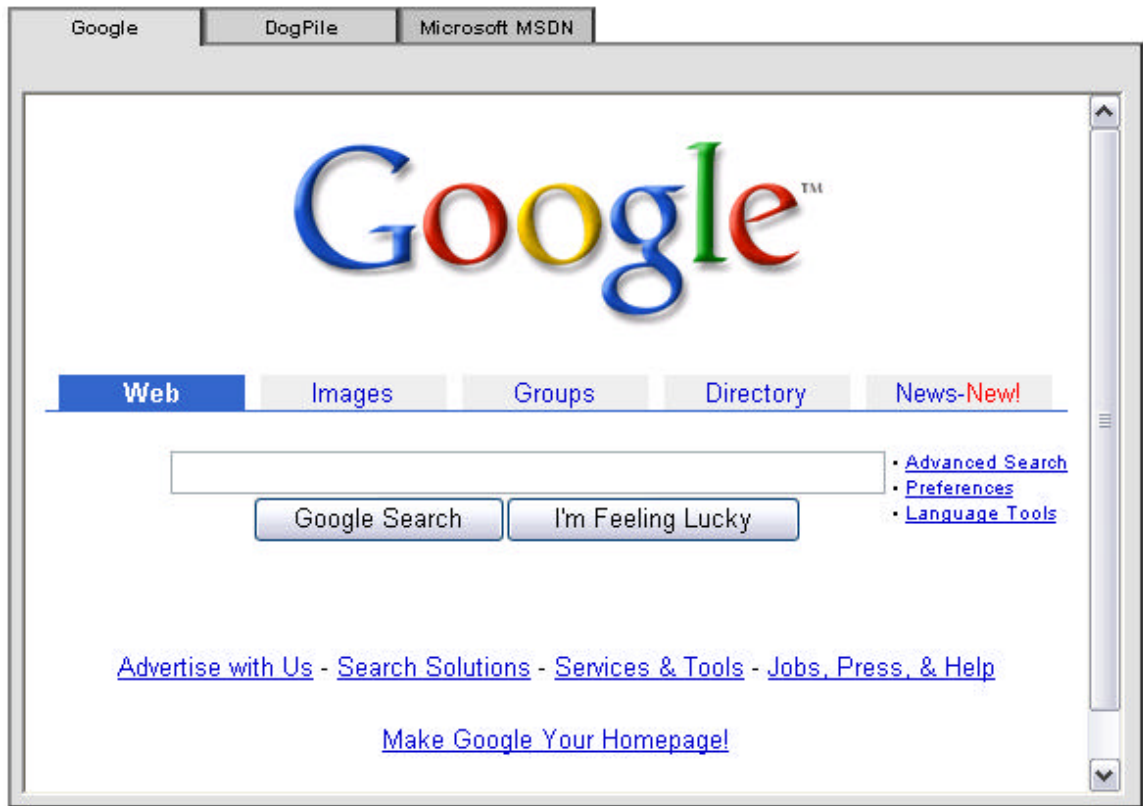 Google DogPile Microsoft MSDN
Google™
Web Images Groups Directory News-New!
• Advanced Search
• Preferences
• Language Tools
Google Search I'm Feeling Lucky
Advertise with Us - Search Solutions - Services & Tools - Jobs, Press, & Help
Make Google Your Homepage!